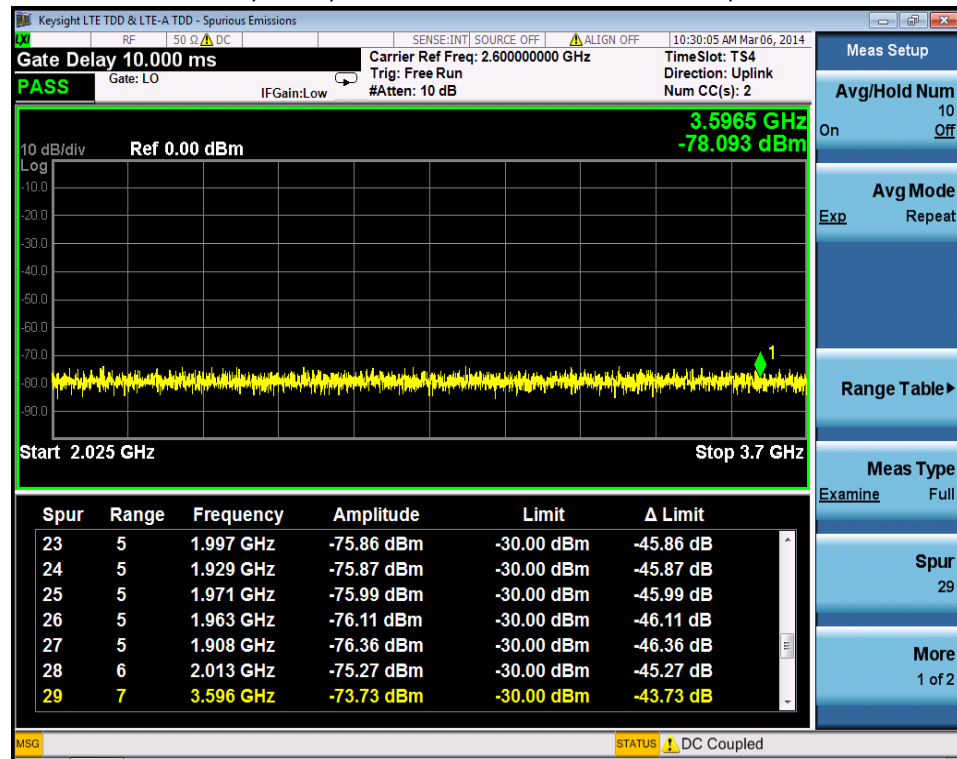 Keysight LTE TDD & LTE-A TDD - Spurious Emissions
LXI RF 50 Ω DC SENSE:INT SOURCE OFF ALIGN OFF 10:30:05 AM Mar 06, 2014
Gate Delay 10.000 ms
Carrier Ref Freq: 2.600000000 GHz
TimeSlot: TS4
PASS
Gate: LO
IFGain:Low
Trig: Free Run
Direction: Uplink
#Atten: 10 dB
Num CC(s): 2
3.5965 GHz
-78.093 dBm
10 dB/div Ref 0.00 dBm
Log
-10.0
-20.0
-30.0
-40.0
-50.0
-60.0
-70.0
-80.0
-90.0
1
Start 2.025 GHz Stop 3.7 GHz
Spur Range Frequency Amplitude Limit Δ Limit
23 5 1.997 GHz -75.86 dBm -30.00 dBm -45.86 dB
24 5 1.929 GHz -75.87 dBm -30.00 dBm -45.87 dB
25 5 1.971 GHz -75.99 dBm -30.00 dBm -45.99 dB
26 5 1.963 GHz -76.11 dBm -30.00 dBm -46.11 dB
27 5 1.908 GHz -76.36 dBm -30.00 dBm -46.36 dB
28 6 2.013 GHz -75.27 dBm -30.00 dBm -45.27 dB
29 7 3.596 GHz -73.73 dBm -30.00 dBm -43.73 dB
MSG STATUS DC Coupled
Meas Setup
Avg/Hold Num
10
On Off
Avg Mode
Exp Repeat
Range Table
Meas Type
Examine Full
Spur
29
More
1 of 2